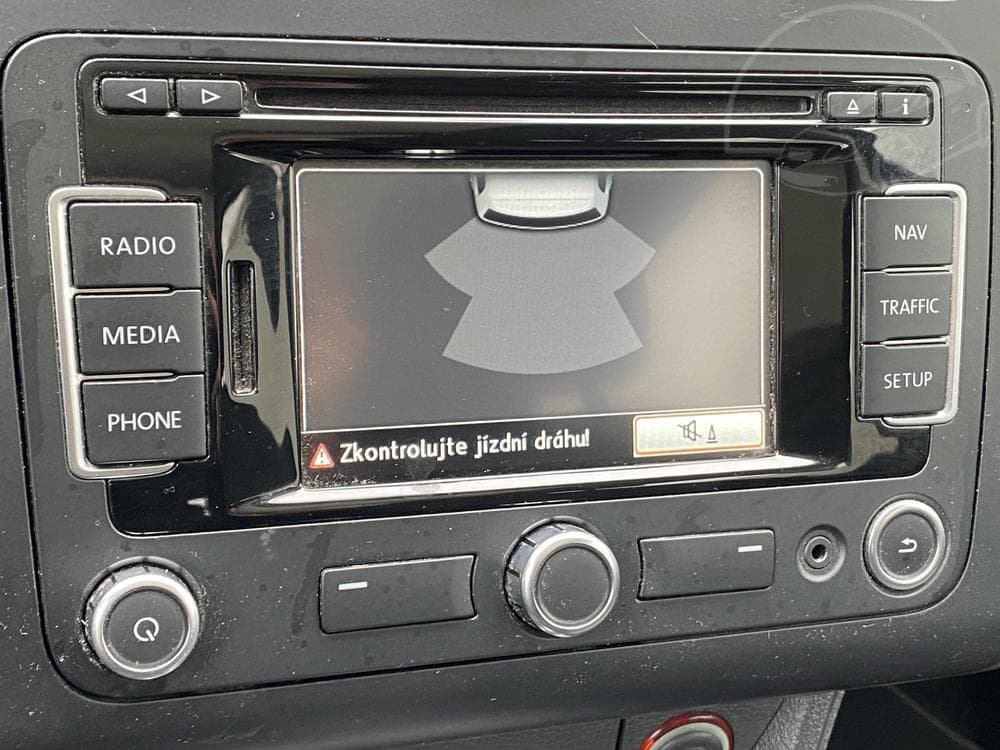 i
RADIO
NAV
MEDIA
TRAFFIC
PHONE
SETUP
Zkontrolujte jízdní dráhu!